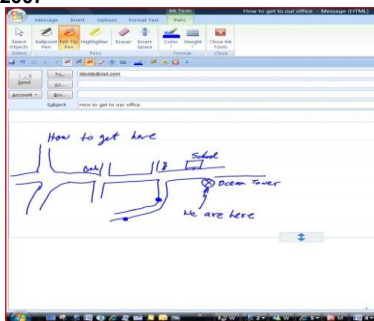 2007
Ink Tools
How to get to our office - Message (HTML)
Message Insert Options Format Text Pens
Select Objects Ballpoint Pen Felt Tip Pen Highlighter Eraser Insert Space Color Weight Close Ink Tools
Select Pens Format Close
To...
Send Cc...
Account Bcc...
Subject: How to get to our office
How to get here
Bank
School
Ocean Tower
We are here